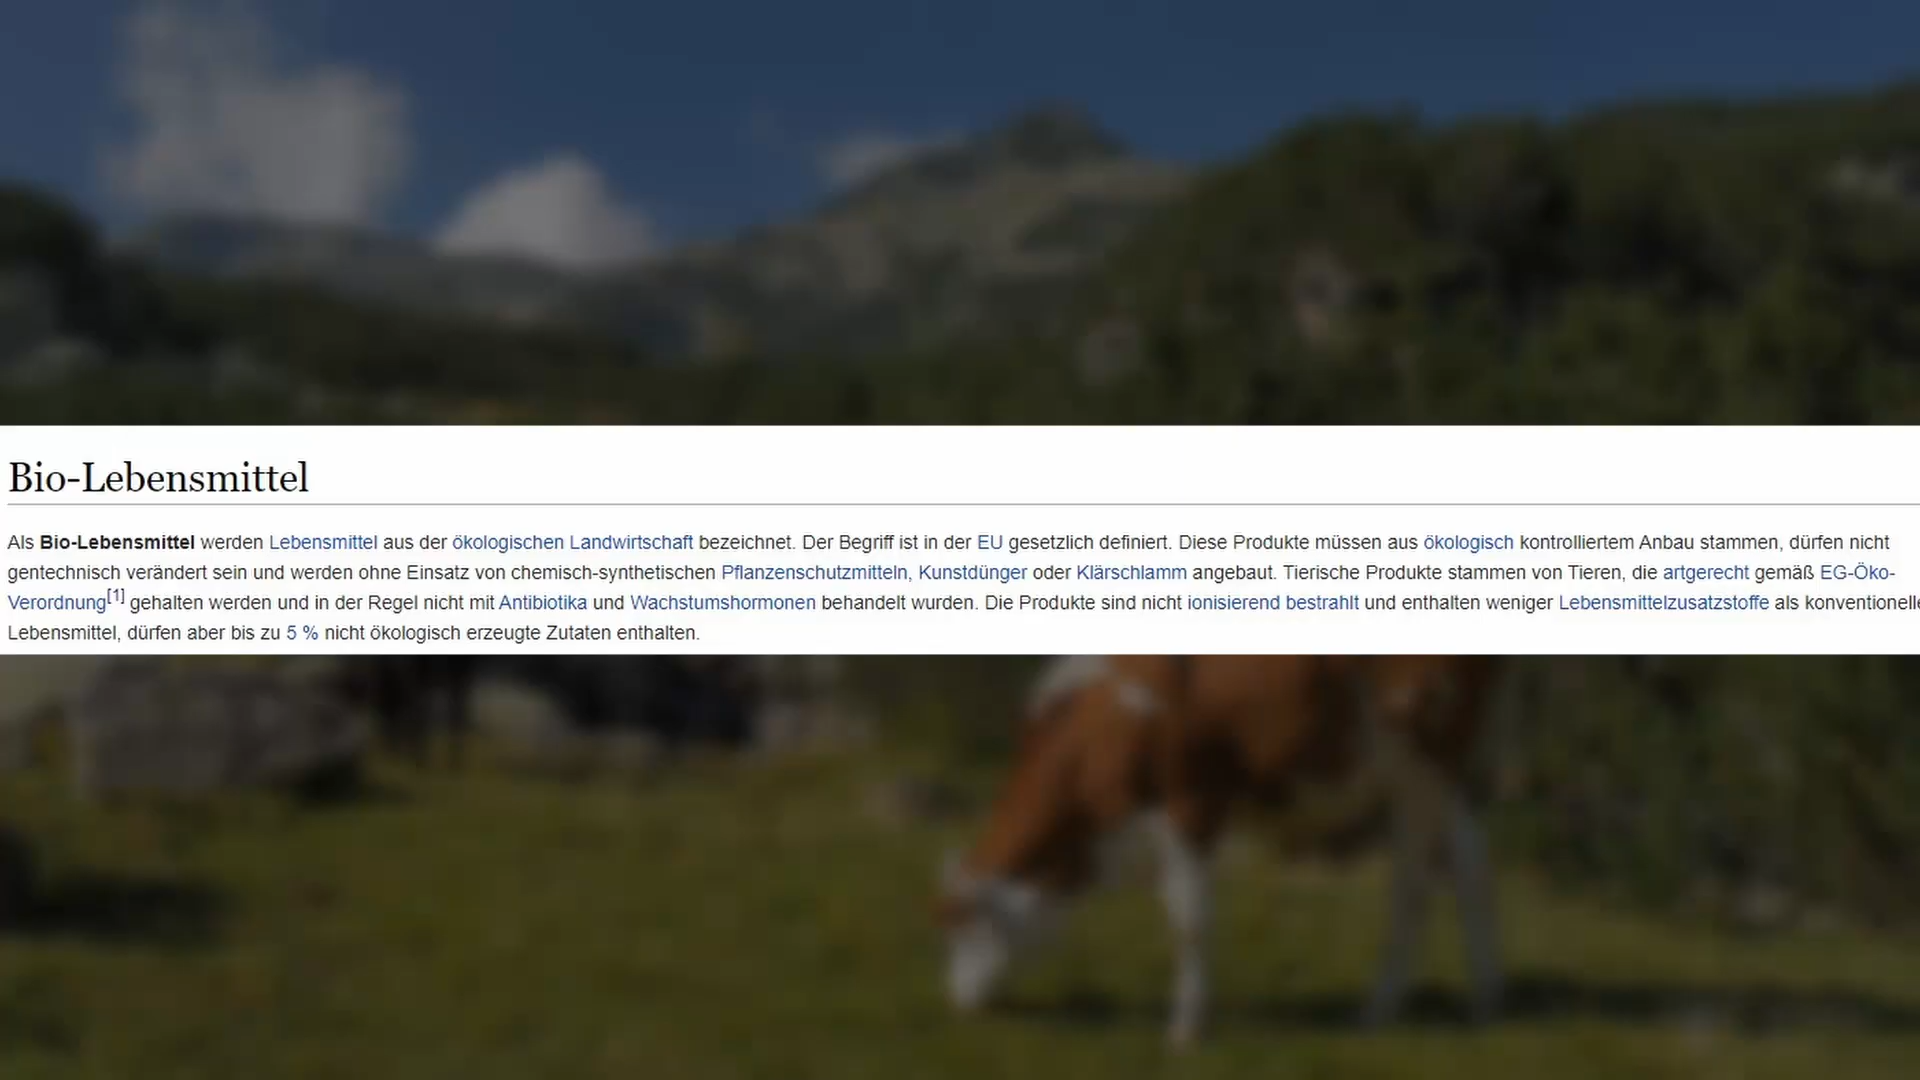 Bio-Lebensmittel
Als Bio-Lebensmittel werden Lebensmittel aus der ökologischen Landwirtschaft bezeichnet. Der Begriff ist in der EU gesetzlich definiert. Diese Produkte müssen aus ökologisch kontrolliertem Anbau stammen, dürfen nicht
gentechnisch verändert sein und werden ohne Einsatz von chemisch-synthetischen Pflanzenschutzmitteln, Kunstdünger oder Klärschlamm angebaut. Tierische Produkte stammen von Tieren, die artgerecht gemäß EG-Öko-
Verordnung[1] gehalten werden und in der Regel nicht mit Antibiotika und Wachstumshormonen behandelt wurden. Die Produkte sind nicht ionisierend bestrahlt und enthalten weniger Lebensmittelzusatzstoffe als konventionelle
Lebensmittel, dürfen aber bis zu 5 % nicht ökologisch erzeugte Zutaten enthalten.